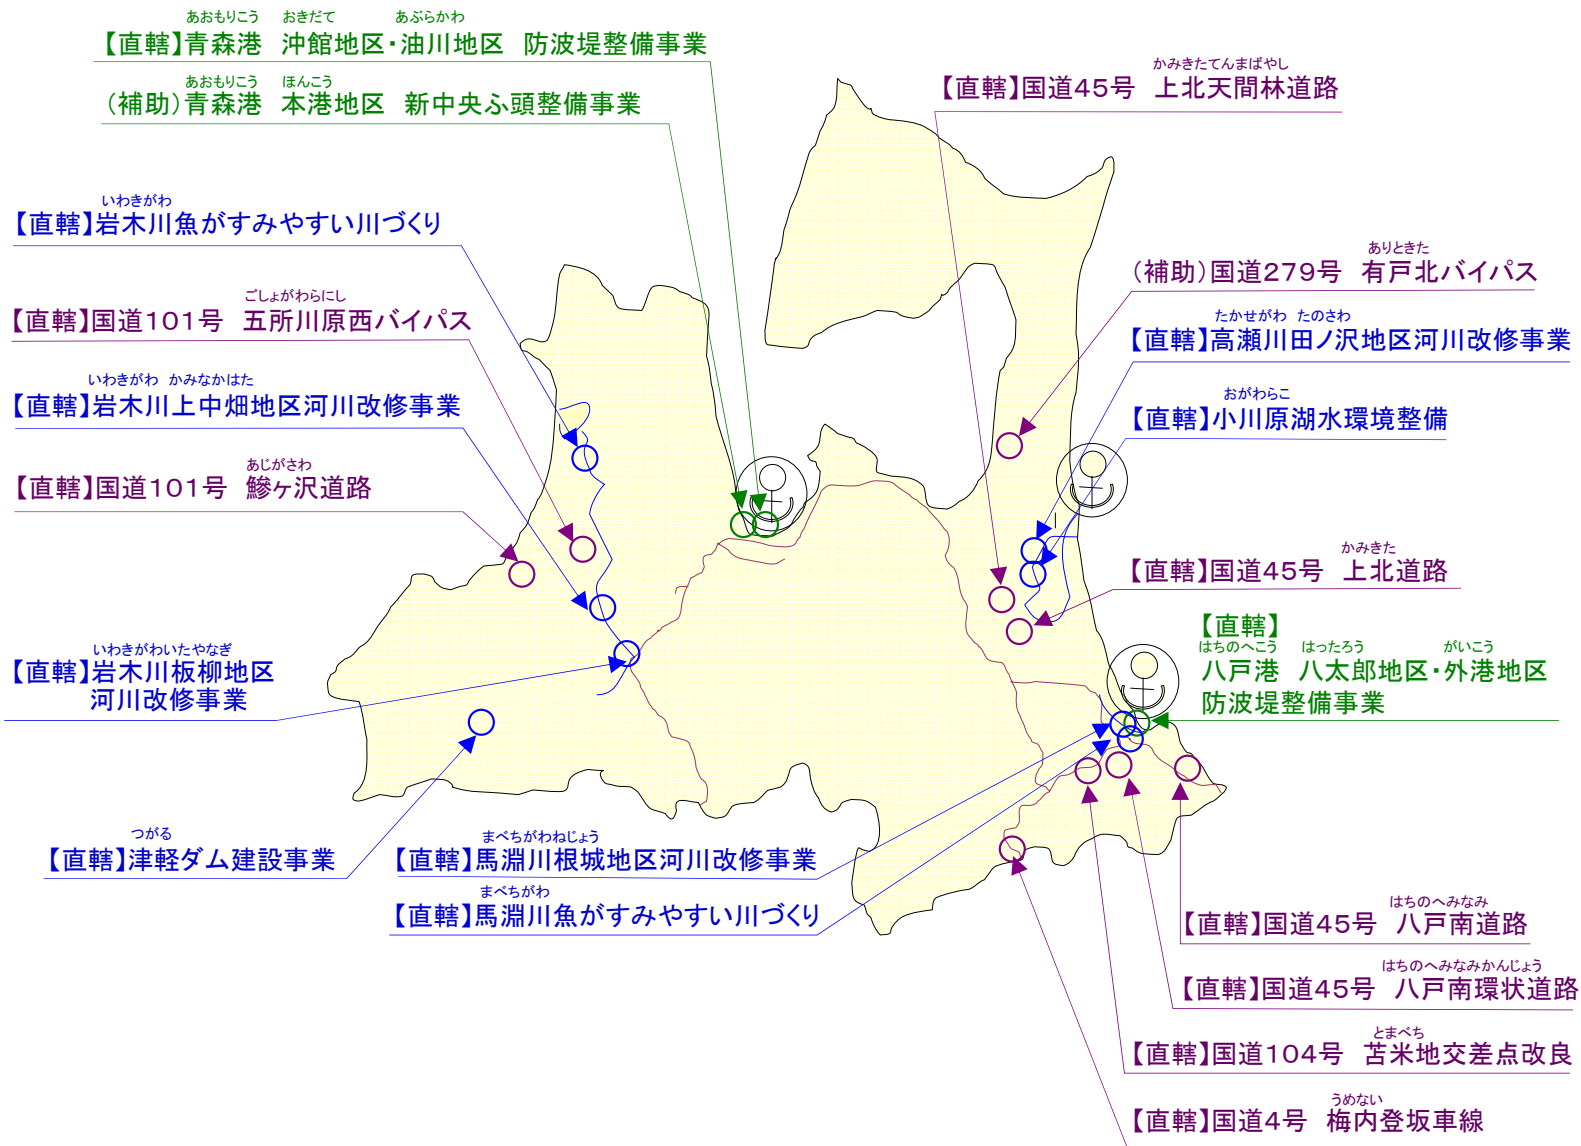 あおもりこう おきだて あぶらかわ
【直轄】青森港 沖館地区・油川地区 防波堤整備事業
あおもりこう ほんこう
(補助)青森港 本港地区 新中央ふ頭整備事業
かみきたてんまばやし
【直轄】国道45号 上北天間林道路
いわきがわ
【直轄】岩木川魚がすみやすい川づくり
ありときた
(補助)国道279号 有戸北バイパス
ごしょがわらにし
【直轄】国道101号 五所川原西バイパス
たかせがわ たのさわ
【直轄】高瀬川田ノ沢地区河川改修事業
いわきがわ かみなかはた
【直轄】岩木川上中畑地区河川改修事業
おがわらこ
【直轄】小川原湖水環境整備
あじがさわ
【直轄】国道101号 鰺ヶ沢道路
かみきた
【直轄】国道45号 上北道路
いわきがわいたやなぎ
【直轄】岩木川板柳地区
河川改修事業
【直轄】
はちのへこう はったろう がいこう
八戸港 八太郎地区・外港地区
防波堤整備事業
つがる
【直轄】津軽ダム建設事業
まべちがわねじょう
【直轄】馬淵川根城地区河川改修事業
まべちがわ
【直轄】馬淵川魚がすみやすい川づくり
はちのへみなみ
【直轄】国道45号 八戸南道路
はちのへみなみかんじょう
【直轄】国道45号 八戸南環状道路
とまべち
【直轄】国道104号 苫米地交差点改良
うめない
【直轄】国道4号 梅内登坂車線